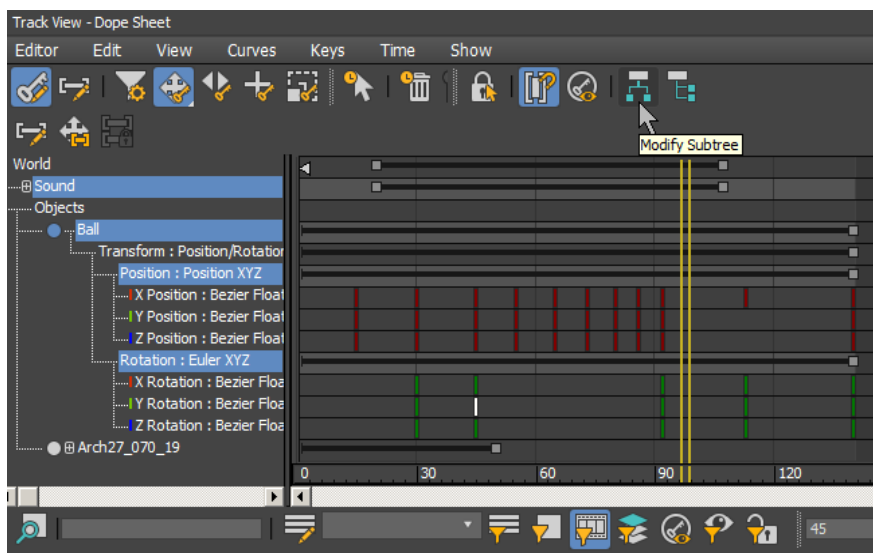 Track View - Dope Sheet
Editor Edit View Curves Keys Time Show
Modify Subtree
World
Sound
Objects
Ball
Transform : Position/Rotation
Position : Position XYZ
X Position : Bezier Float
Y Position : Bezier Float
Z Position : Bezier Float
Rotation : Euler XYZ
X Rotation : Bezier Floa
Y Rotation : Bezier Floa
Z Rotation : Bezier Floa
Arch27_070_19
0 30 60 90 120
45